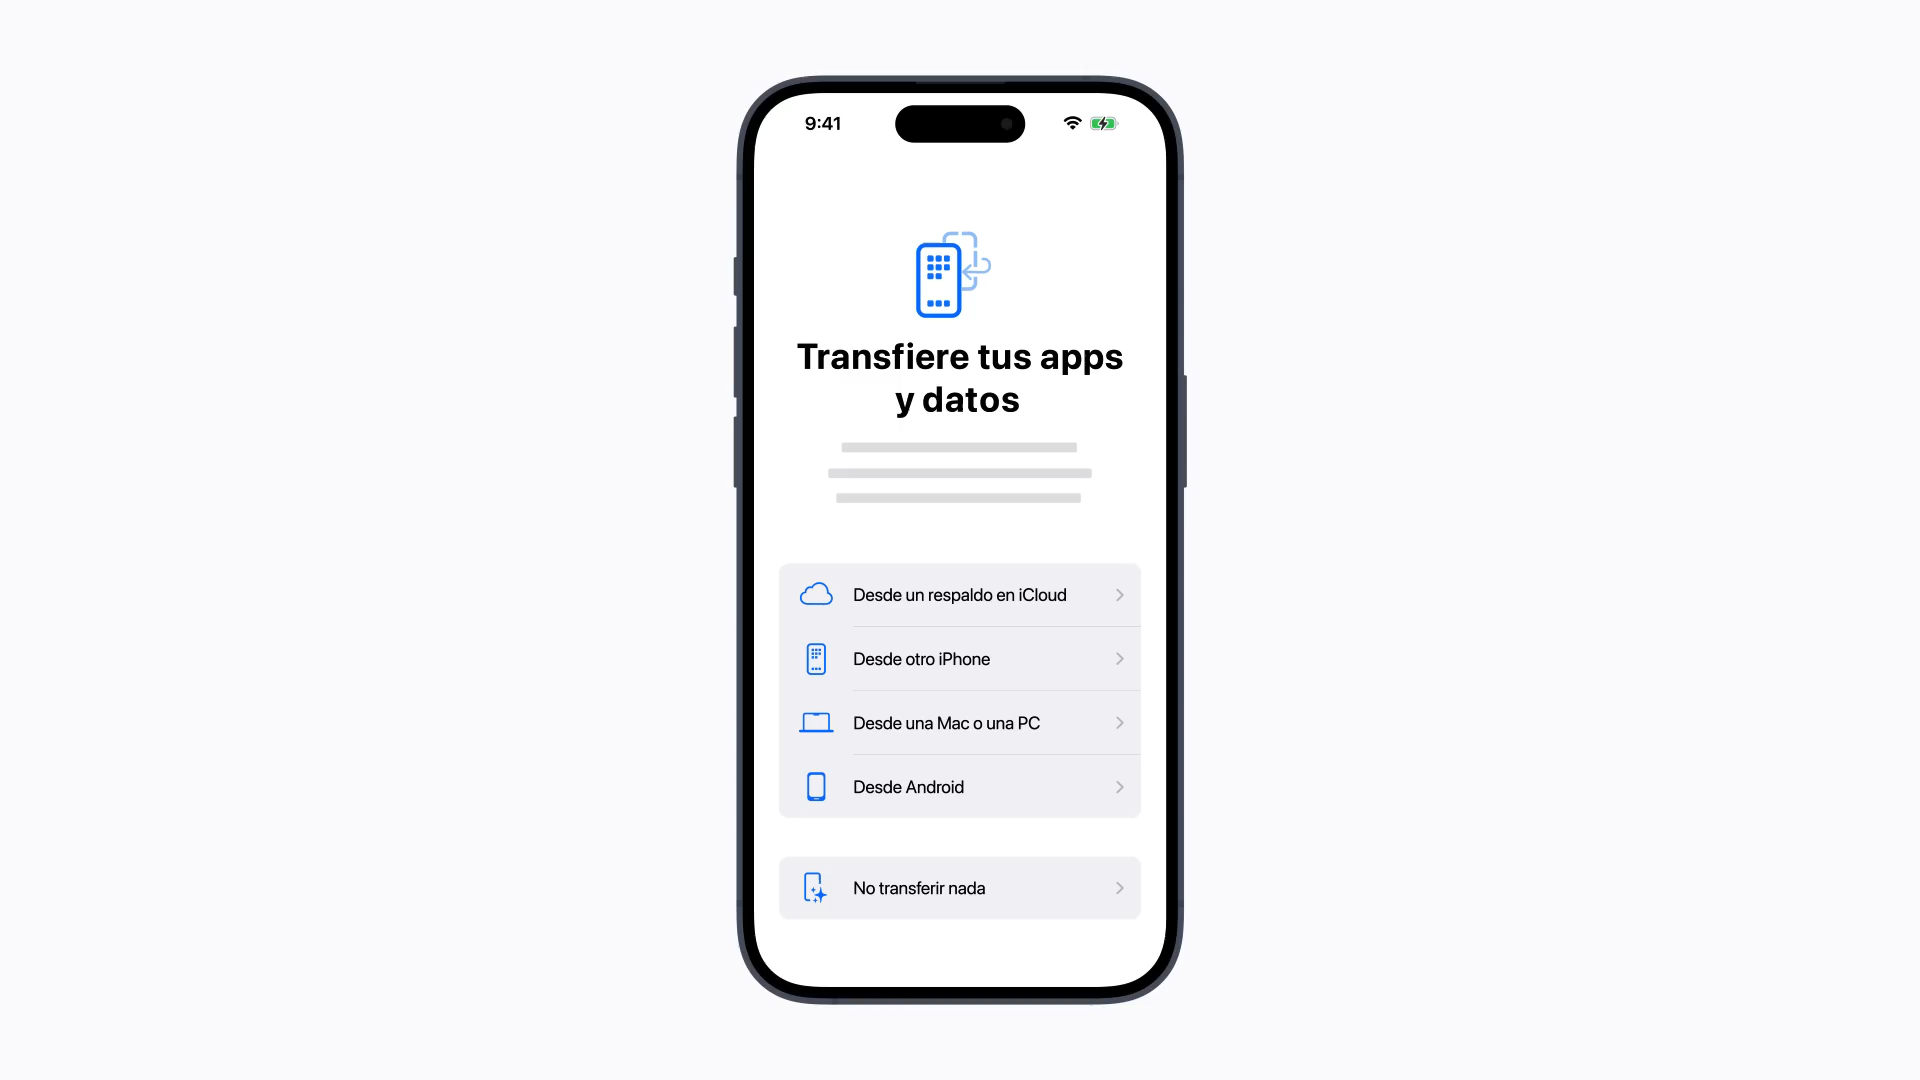 9:41
Transfiere tus apps
y datos
Desde un respaldo en iCloud
Desde otro iPhone
Desde una Mac o una PC
Desde Android
No transferir nada